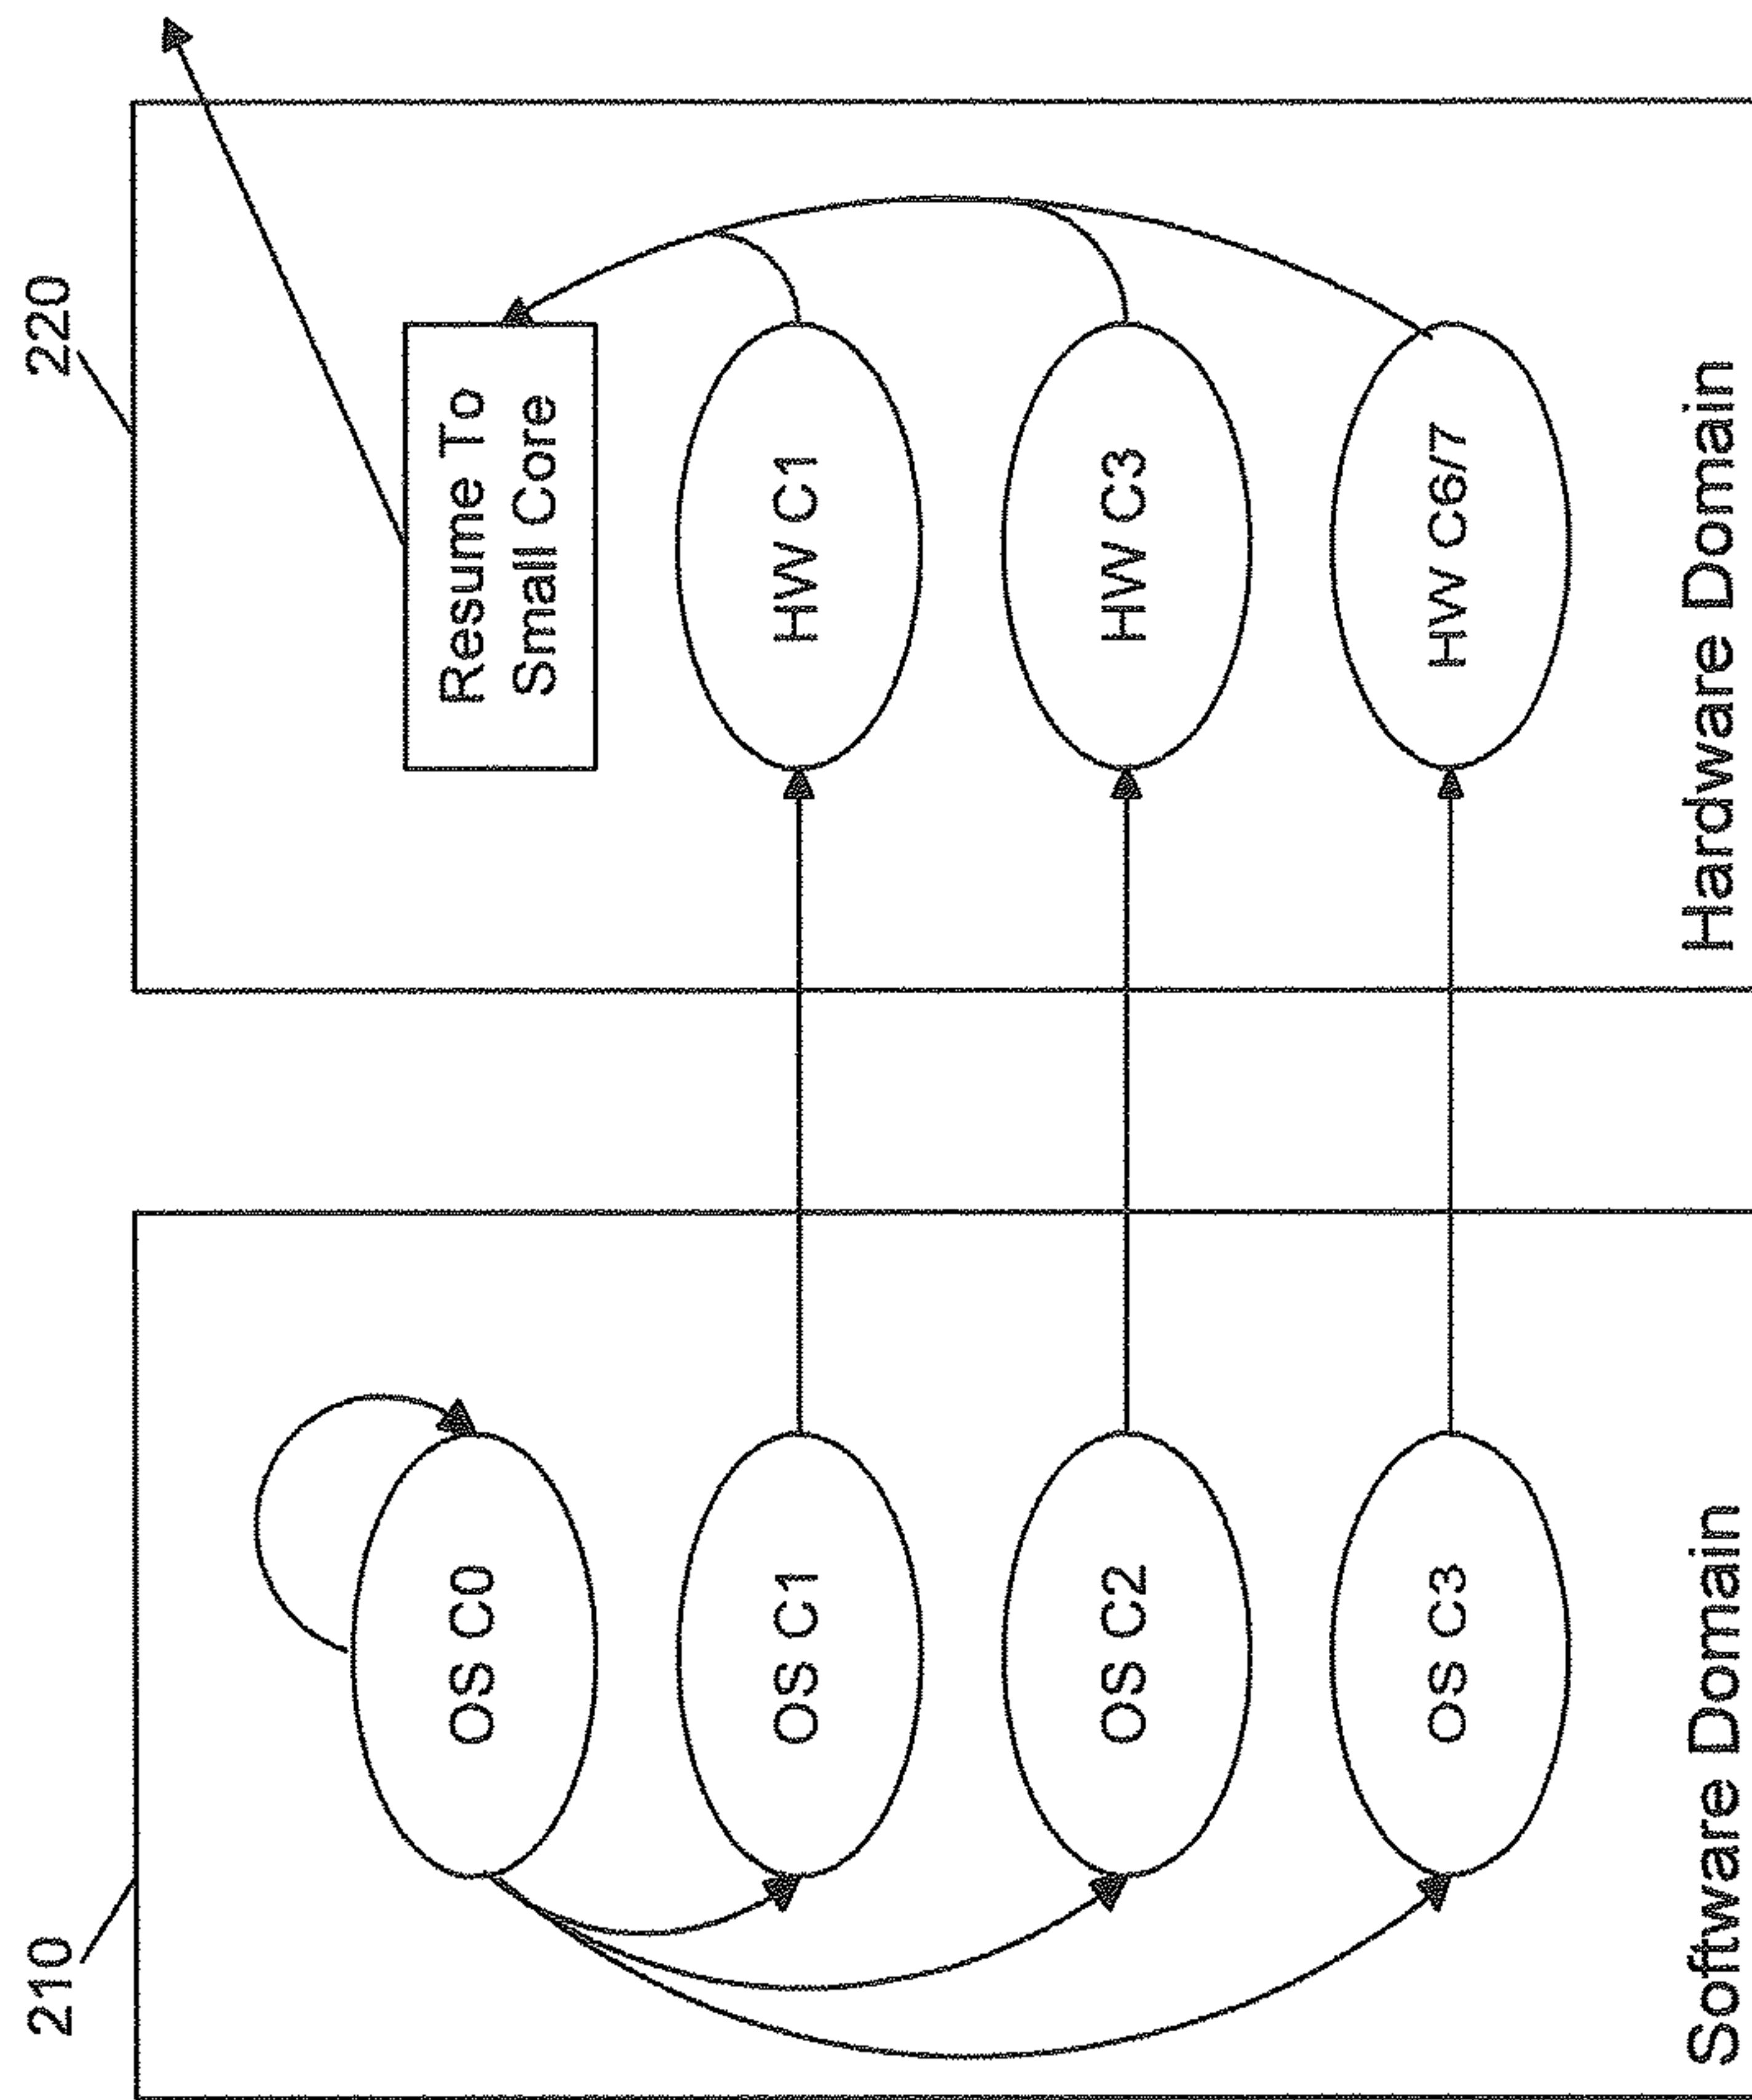 210
220
OS C0
OS C1
OS C2
OS C3
Software Domain
Resume To
Small Core
HW C1
HW C3
HW C6/7
Hardware Domain